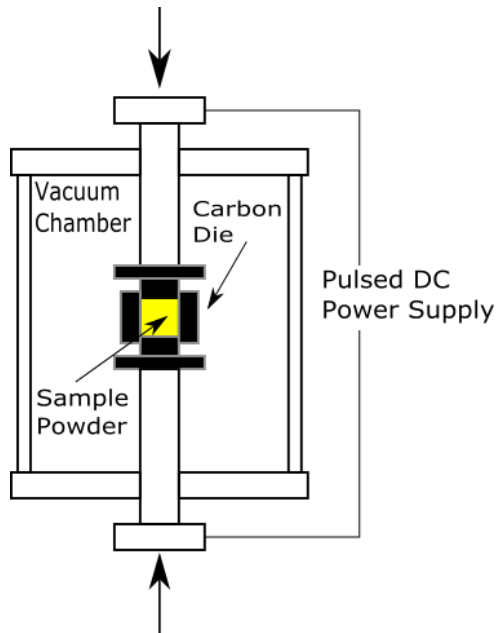 Vacuum
Chamber
Carbon
Die
Pulsed DC
Power Supply
Sample
Powder